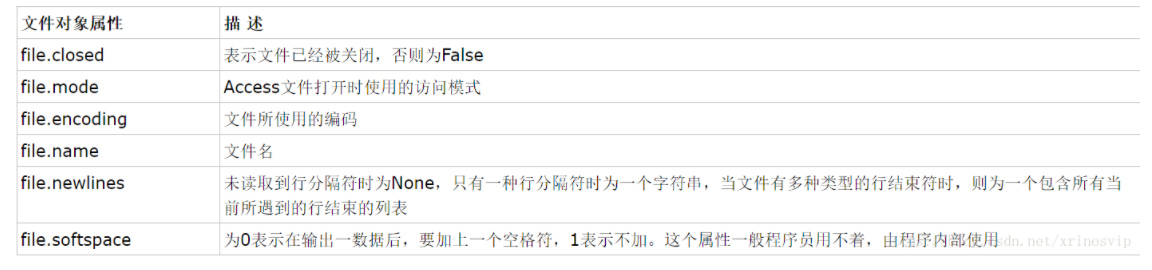 文件对象属性 描 述
file.closed 表示文件已经被关闭，否则为False
file.mode Access文件打开时使用的访问模式
file.encoding 文件所使用的编码
file.name 文件名
file.newlines 未读取到行分隔符时为None，只有一种行分隔符时为一个字符串，当文件有多种类型的行结束符时，则为一个包含所有当
前所遇到的行结束的列表
file.softspace 为0表示在输出一数据后，要加上一个空格符，1表示不加。这个属性一般程序员用不着，由程序内部使用
sdn.net/xrinosvip